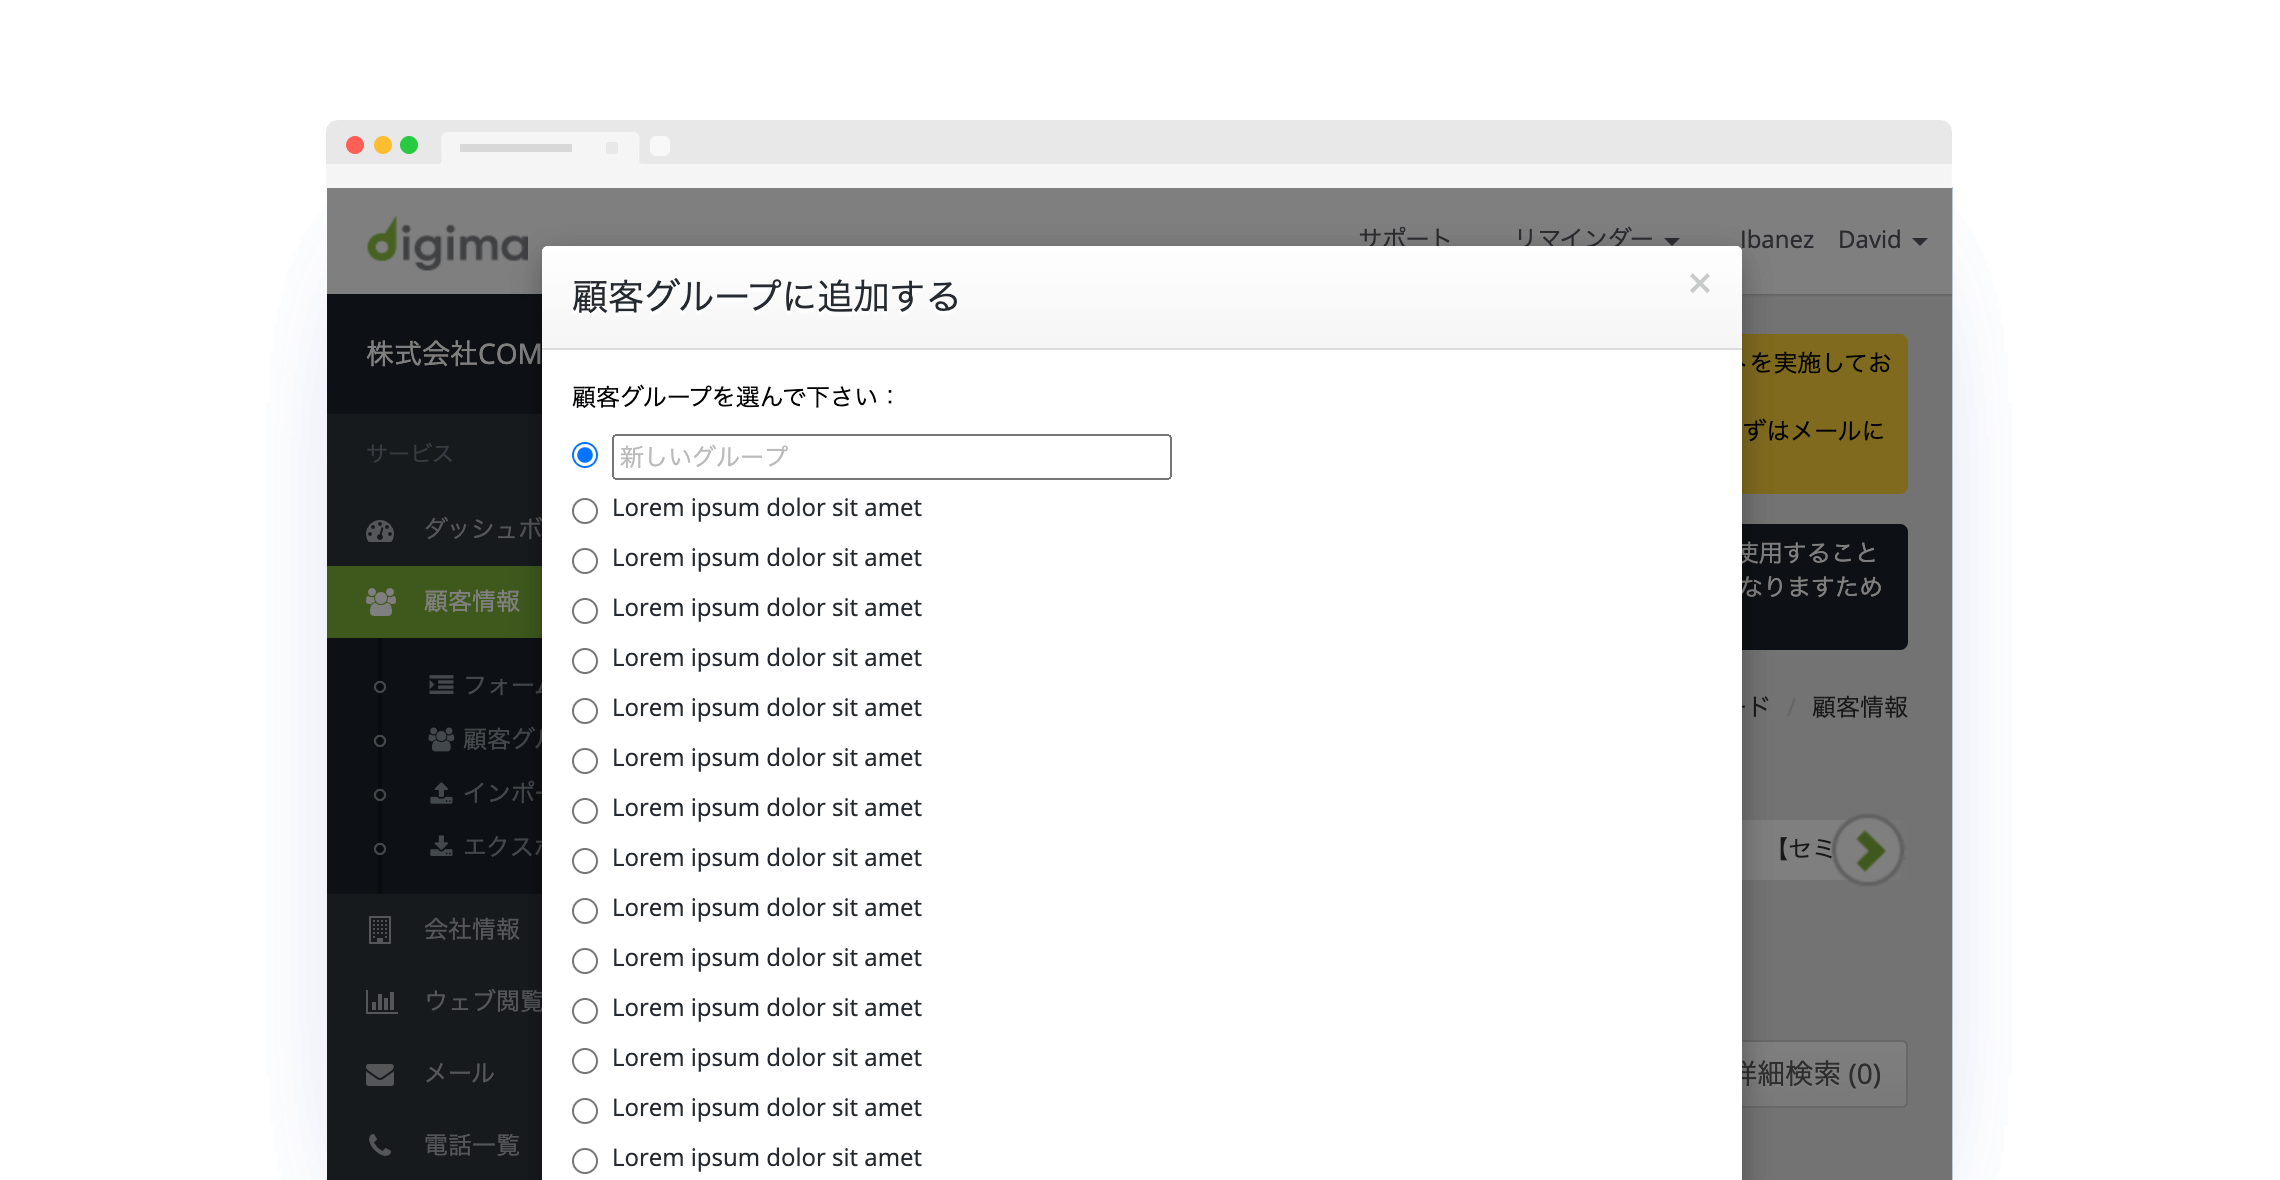 digima
サポート
リマインダー
Ibanez David
顧客グループに追加する
株式会社COM
を実施してお
ずはメールに
顧客グループを選んで下さい：
サービス
新しいグループ
Lorem ipsum dolor sit amet
ダッシュボ
使用すること
Lorem ipsum dolor sit amet
なりますため
顧客情報
Lorem ipsum dolor sit amet
Lorem ipsum dolor sit amet
フォーム
Lorem ipsum dolor sit amet
ード / 顧客情報
顧客グル
Lorem ipsum dolor sit amet
インポー
Lorem ipsum dolor sit amet
エクスポ
【セミ
Lorem ipsum dolor sit amet
Lorem ipsum dolor sit amet
会社情報
Lorem ipsum dolor sit amet
ウェブ閲覧
Lorem ipsum dolor sit amet
Lorem ipsum dolor sit amet
メール
詳細検索 (0)
Lorem ipsum dolor sit amet
電話一覧
Lorem ipsum dolor sit amet